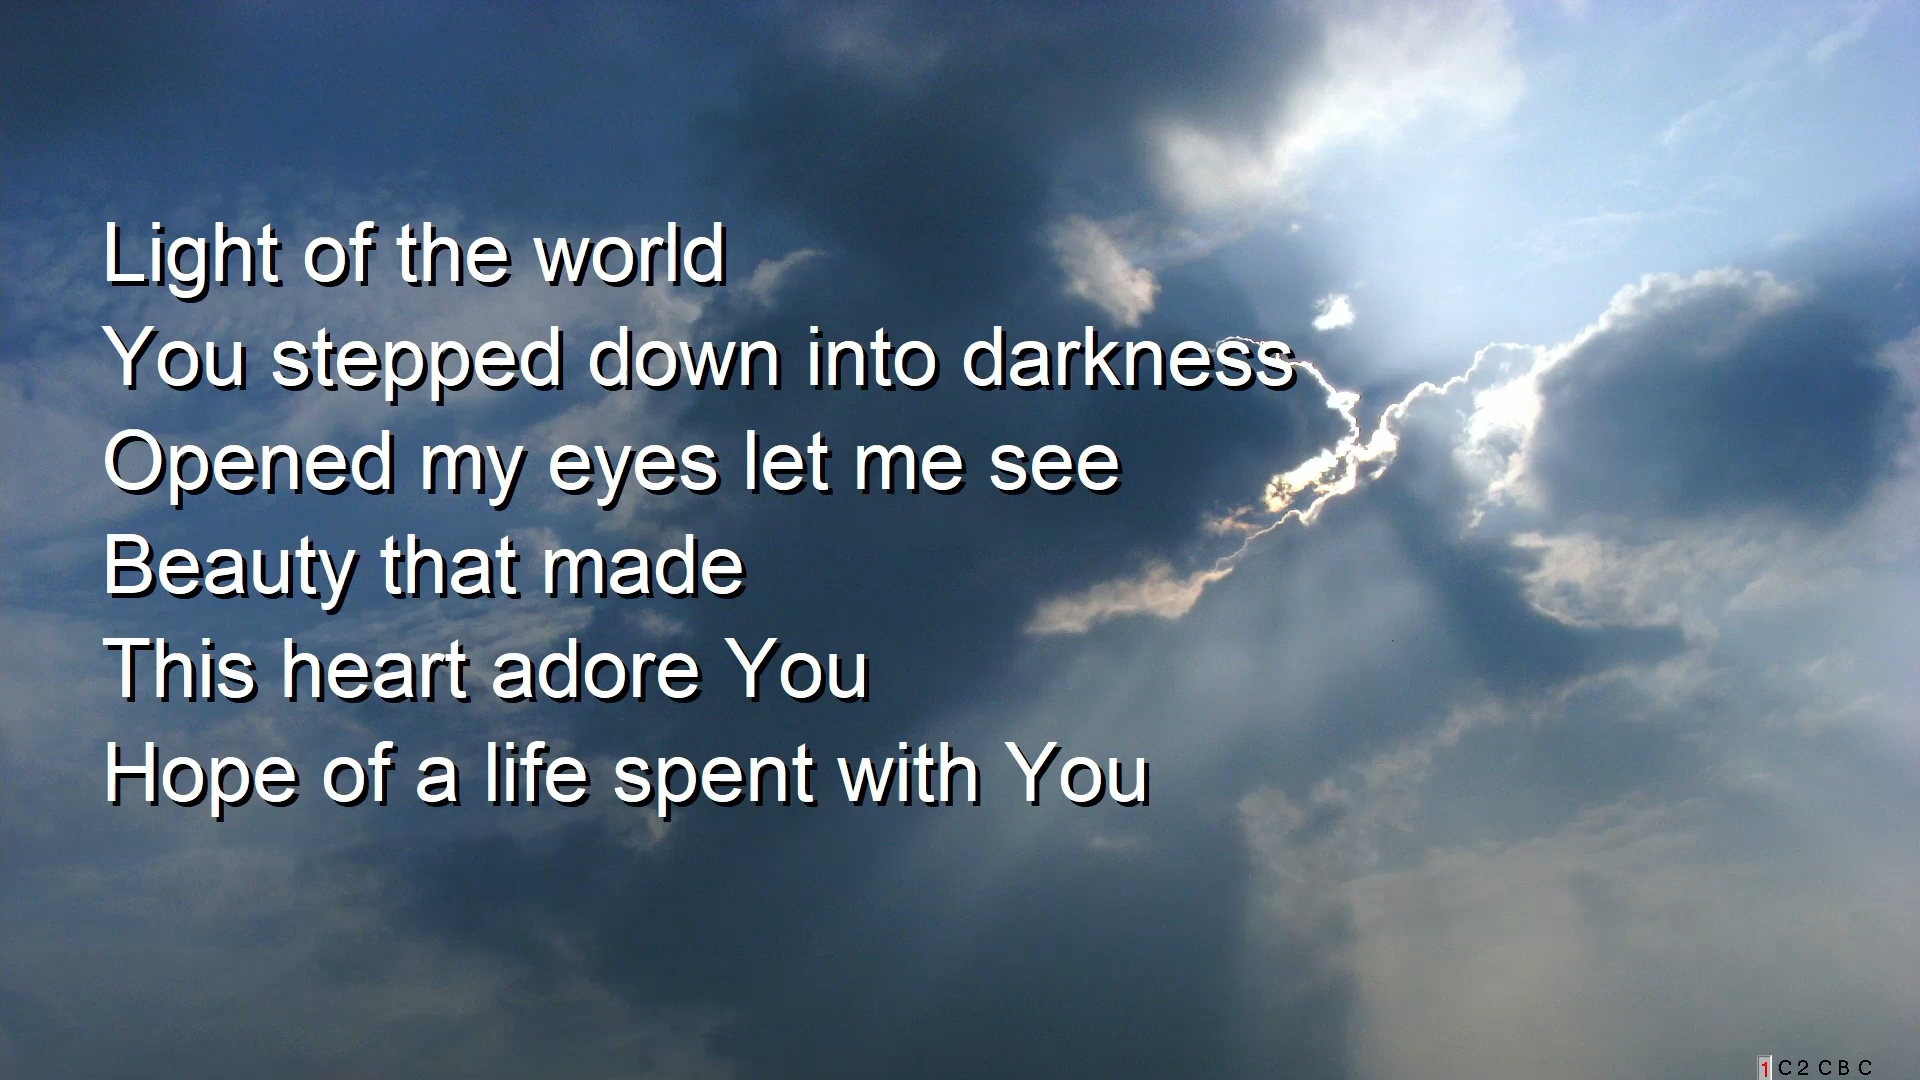 Light of the world
You stepped down into darkness
Opened my eyes let me see
Beauty that made
This heart adore You
Hope of a life spent with You
1 C 2 C B C